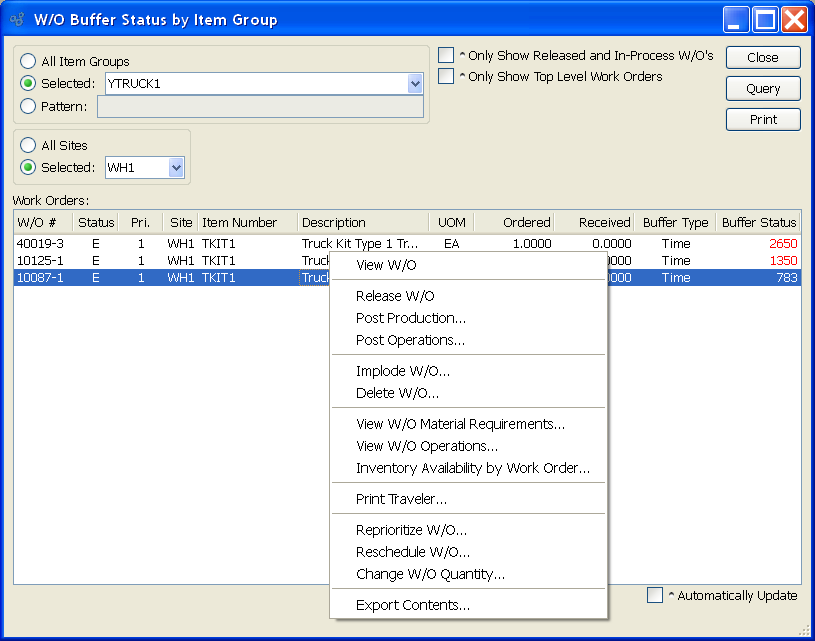 W/O Buffer Status by Item Group
All Item Groups
Selected: YTRUCK1
Pattern:
^ Only Show Released and In-Process W/O's
^ Only Show Top Level Work Orders
Close
Query
Print
All Sites
Selected: WH1
Work Orders:
W/O # Status Pri. Site Item Number Description UOM Ordered Received Buffer Type Buffer Status
40019-3 E 1 WH1 TKIT1 Truck Kit Type 1 Tr... EA 1.0000 0.0000 Time 2650
10125-1 E 1 WH1 TKIT1 Truck 0000 Time 1350
10087-1 E 1 WH1 TKIT1 Truck 0000 Time 783
View W/O
Release W/O
Post Production...
Post Operations...
Implode W/O...
Delete W/O...
View W/O Material Requirements...
View W/O Operations...
Inventory Availability by Work Order...
Print Traveler...
Reprioritize W/O...
Reschedule W/O...
Change W/O Quantity...
Export Contents...
^ Automatically Update